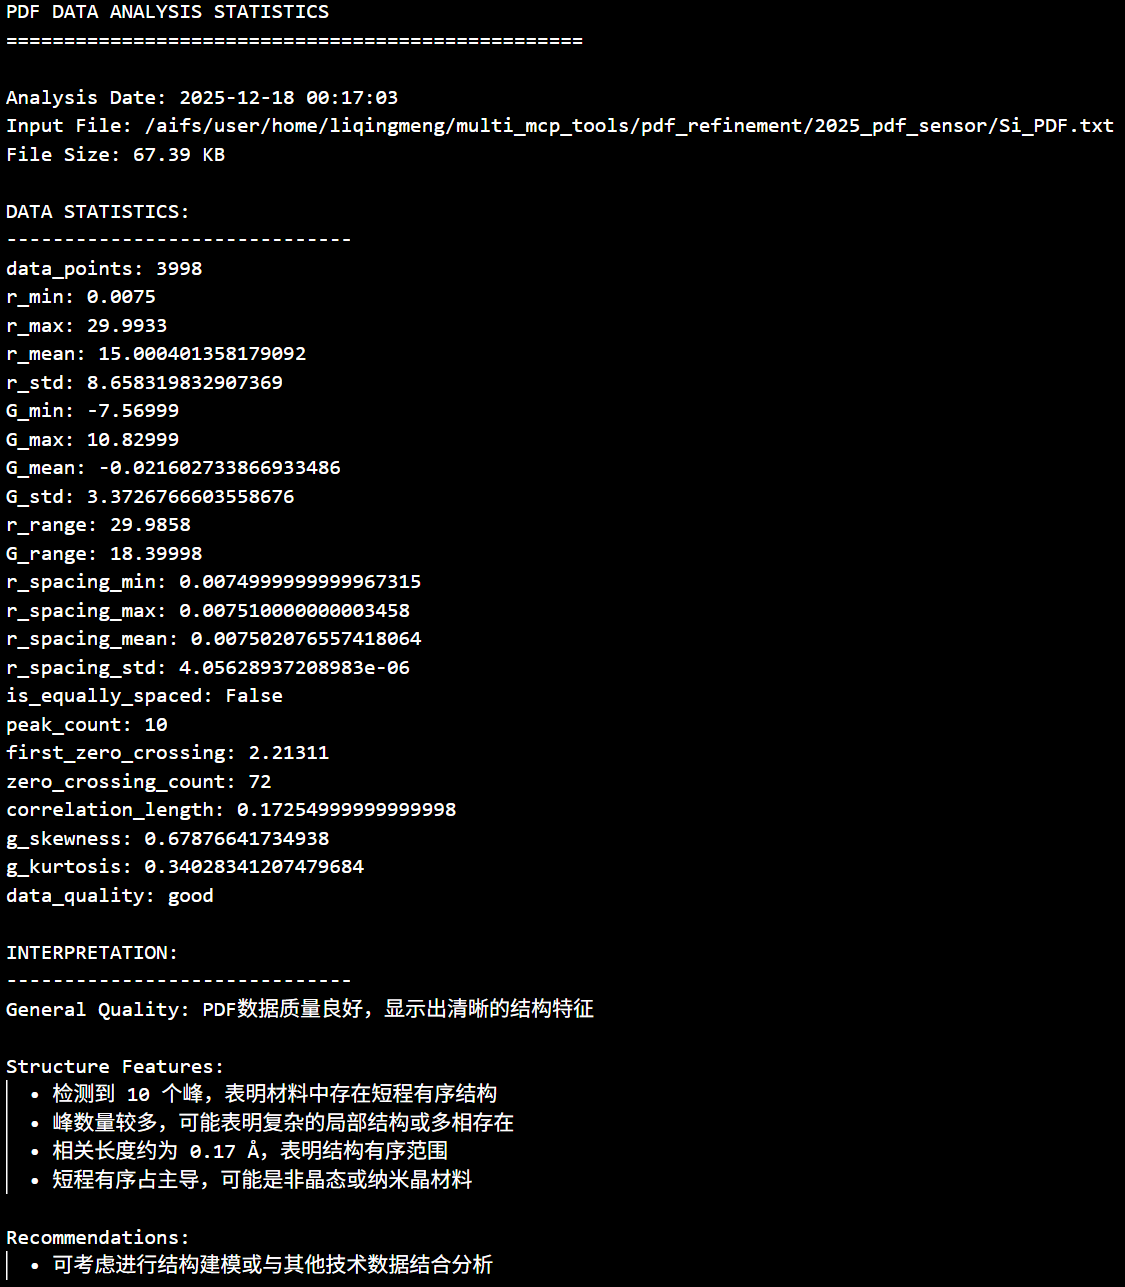 PDF DATA ANALYSIS STATISTICS
==================================================
Analysis Date: 2025-12-18 00:17:03
Input File: /aifs/user/home/liqingmeng/multi_mcp_tools/pdf_refinement/2025_pdf_sensor/Si_PDF.txt
File Size: 67.39 KB
DATA STATISTICS:
------------------------------
data_points: 3998
r_min: 0.0075
r_max: 29.9933
r_mean: 15.000401358179092
r_std: 8.658319832907369
G_min: -7.56999
G_max: 10.82999
G_mean: -0.021602733866933486
G_std: 3.3726766603558676
r_range: 29.9858
G_range: 18.39998
r_spacing_min: 0.0074999999999967315
r_spacing_max: 0.007510000000003458
r_spacing_mean: 0.007502076557418064
r_spacing_std: 4.05628937208983e-06
is_equally_spaced: False
peak_count: 10
first_zero_crossing: 2.21311
zero_crossing_count: 72
correlation_length: 0.17254999999999998
g_skewness: 0.67876641734938
g_kurtosis: 0.34028341207479684
data_quality: good
INTERPRETATION:
------------------------------
General Quality: PDF数据质量良好，显示出清晰的结构特征
Structure Features:
• 检测到 10 个峰，表明材料中存在短程有序结构
• 峰数量较多，可能表明复杂的局部结构或多相存在
• 相关长度约为 0.17 Å，表明结构有序范围
• 短程有序占主导，可能是非晶态或纳米晶材料
Recommendations:
• 可考虑进行结构建模或与其他技术数据结合分析